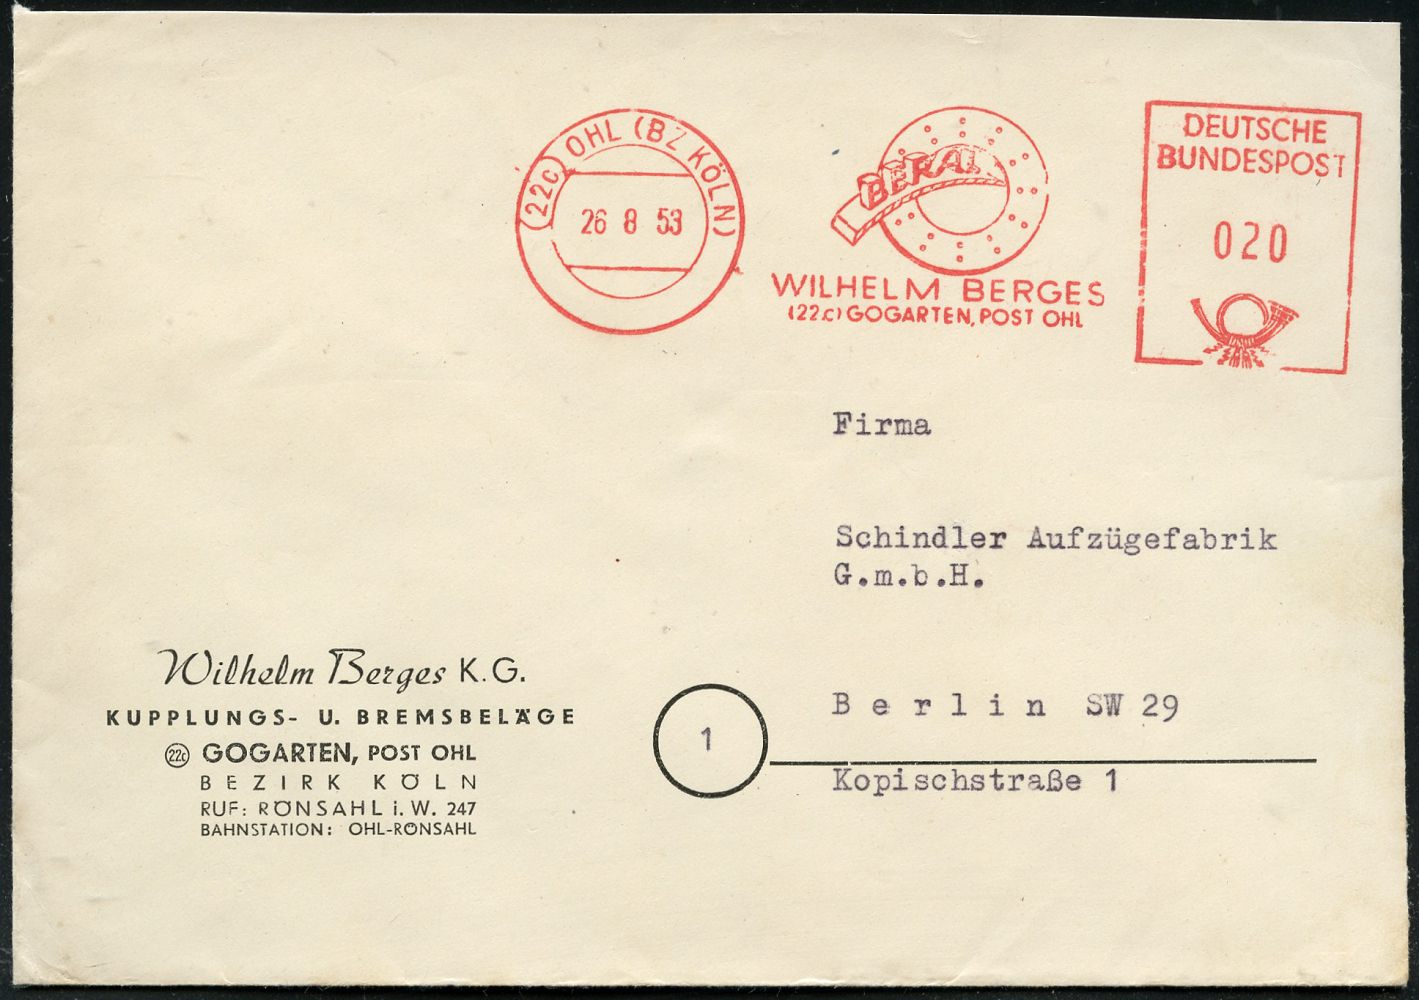 (22c) OHL (BZ KÖLN)
26 8 53
BERAL
WILHELM BERGES
(22c) GOGARTEN, POST OHL
DEUTSCHE
BUNDESPOST
020
Firma
Schindler Aufzügefabrik
G.m.b.H.
Berlin SW 29
Kopischstraße 1
1
Wilhelm Berges K.G.
KUPPLUNGS- U. BREMSBELÄGE
22c GOGARTEN, POST OHL
BEZIRK KÖLN
RUF: RÖNSAHL i.W. 247
BAHNSTATION: OHL-RÖNSAHL